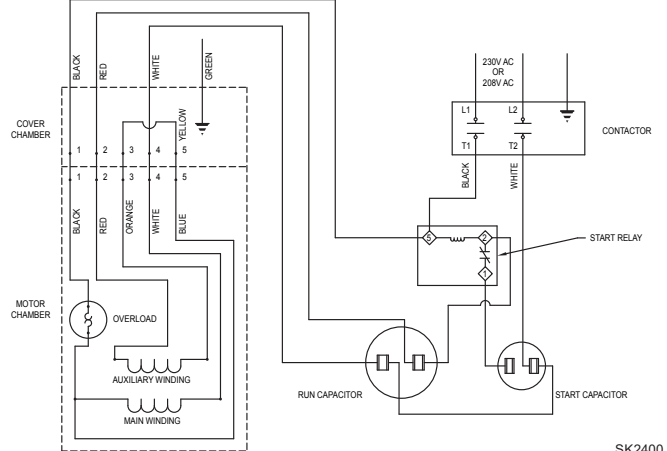 BLACK
RED
WHITE
GREEN
230V AC
OR
208V AC
L1
L2
COVER
CHAMBER
YELLOW
CONTACTOR
T1
T2
1
2
3
4
5
1
2
3
4
5
BLACK
WHITE
BLACK
RED
ORANGE
WHITE
BLUE
5
2
START RELAY
1
MOTOR
CHAMBER
OVERLOAD
AUXILIARY WINDING
MAIN WINDING
RUN CAPACITOR
START CAPACITOR
SK2400